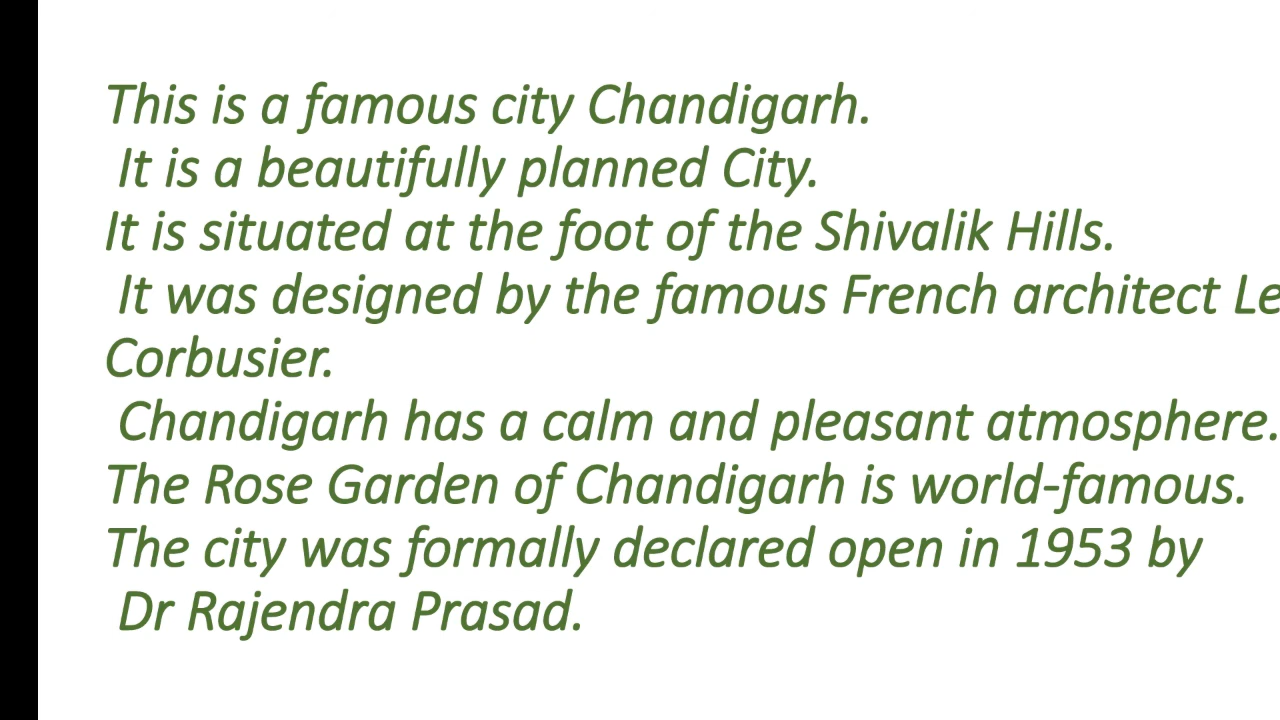 This is a famous city Chandigarh.
It is a beautifully planned City.
It is situated at the foot of the Shivalik Hills.
It was designed by the famous French architect Le
Corbusier.
Chandigarh has a calm and pleasant atmosphere.
The Rose Garden of Chandigarh is world-famous.
The city was formally declared open in 1953 by
Dr Rajendra Prasad.